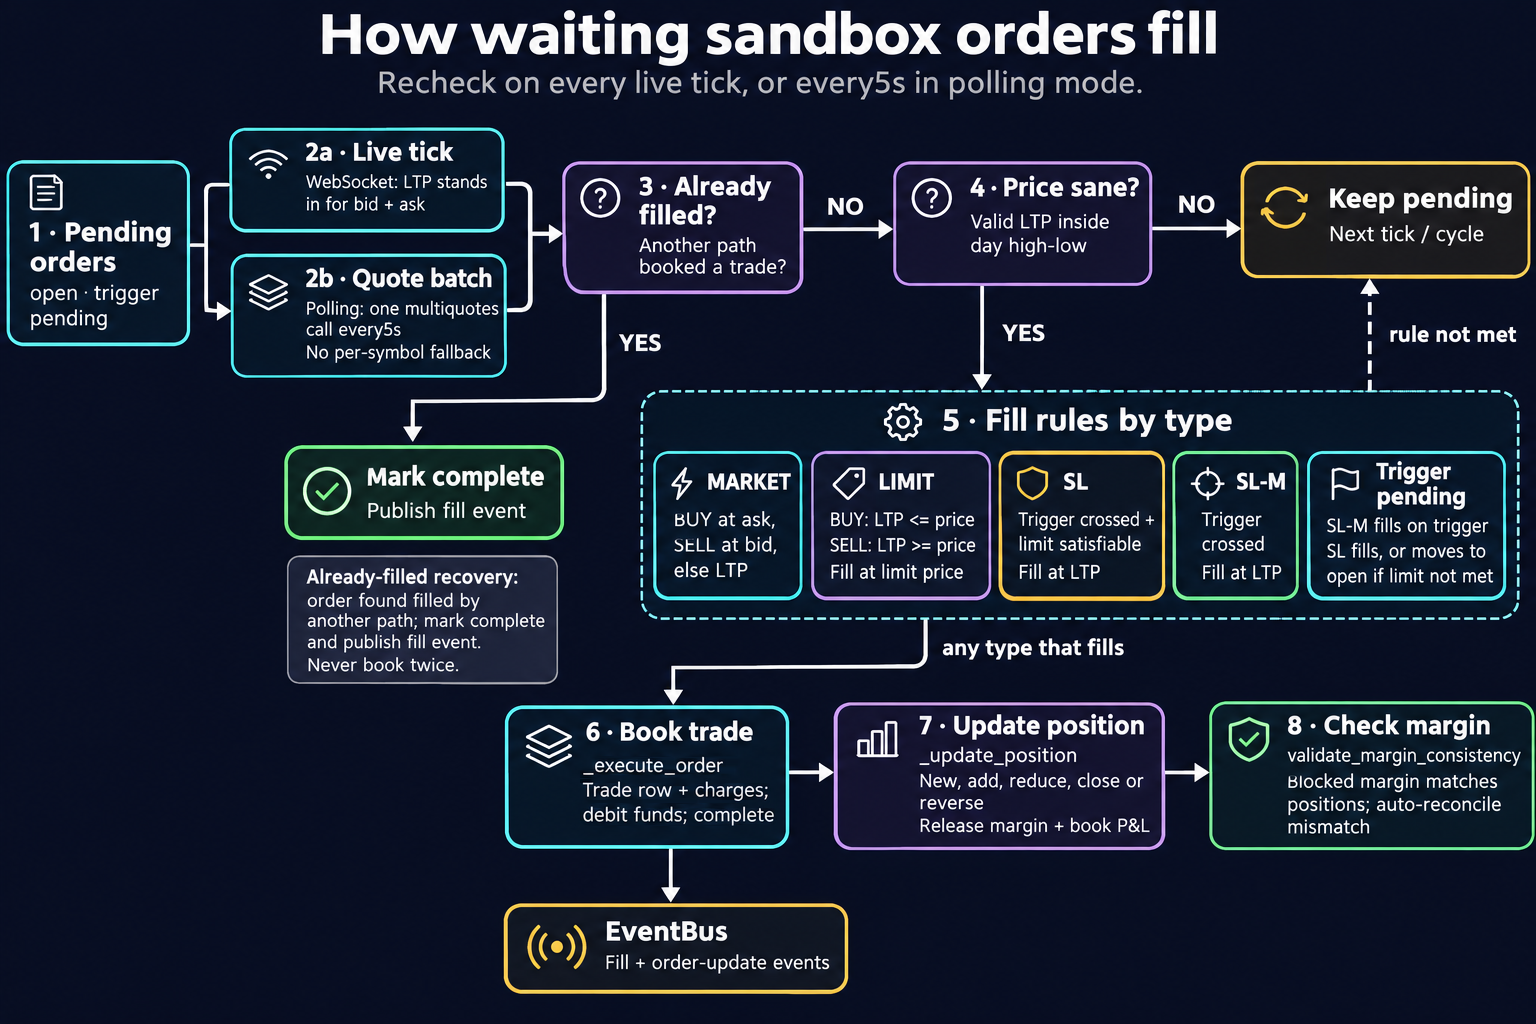 How waiting sandbox orders fill
Recheck on every live tick, or every5s in polling mode.
1 · Pending
orders
open · trigger
pending
2a · Live tick
WebSocket: LTP stands
in for bid + ask
2b · Quote batch
Polling: one multiquotes
call every5s
No per-symbol fallback
3 · Already
filled?
Another path
booked a trade?
NO
4 · Price sane?
Valid LTP inside
day high-low
NO
Keep pending
Next tick / cycle
YES
YES
rule not met
Mark complete
Publish fill event
Already-filled recovery:
order found filled by
another path; mark complete
and publish fill event.
Never book twice.
5 · Fill rules by type
MARKET
BUY at ask,
SELL at bid,
else LTP
LIMIT
BUY: LTP <= price
SELL: LTP >= price
Fill at limit price
SL
Trigger crossed +
limit satisfiable
Fill at LTP
SL-M
Trigger
crossed
Fill at LTP
Trigger
pending
SL-M fills on trigger
SL fills, or moves to
open if limit not met
any type that fills
6 · Book trade
_execute_order
Trade row + charges;
debit funds; complete
7 · Update position
_update_position
New, add, reduce, close or
reverse
Release margin + book P&L
8 · Check margin
validate_margin_consistency
Blocked margin matches
positions; auto-reconcile
mismatch
EventBus
Fill + order-update events